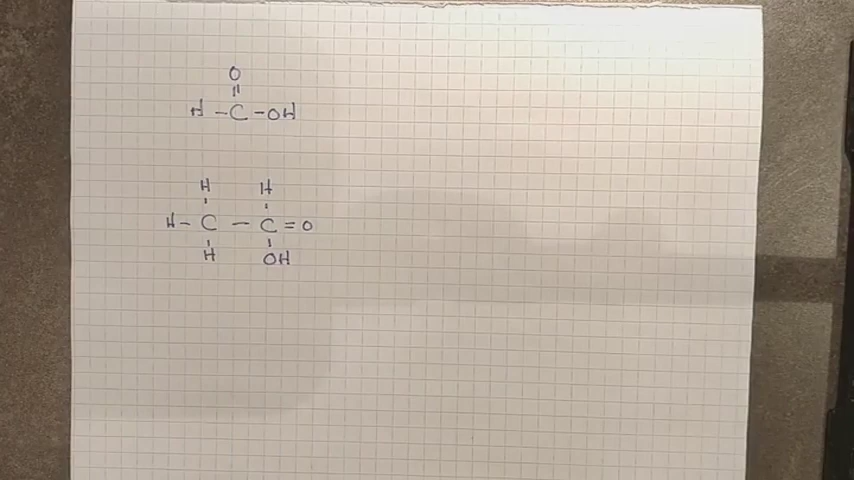 O
||
H - C - OH
H H
' '
H - C - C = O
' '
H OH